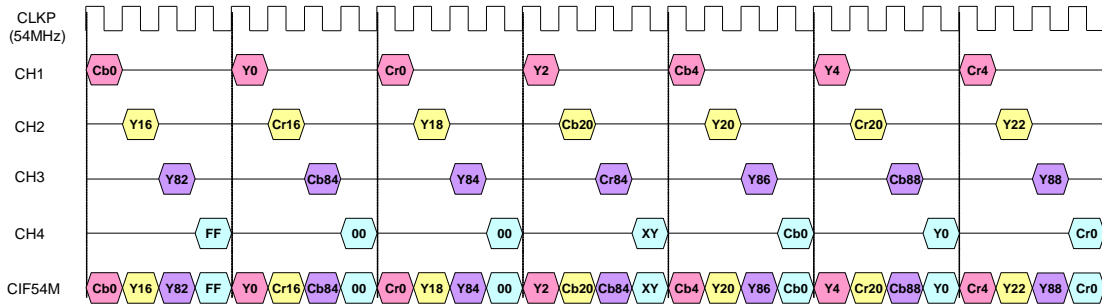 CLKP
(54MHz)
CH1 Cb0 Y0 Cr0 Y2 Cb4 Y4 Cr4
CH2 Y16 Cr16 Y18 Cb20 Y20 Cr20 Y22
CH3 Y82 Cb84 Y84 Cr84 Y86 Cb88 Y88
CH4 FF 00 00 XY Cb0 Y0 Cr0
CIF54M Cb0 Y16 Y82 FF Y0 Cr16 Cb84 00 Cr0 Y18 Y84 00 Y2 Cb20 Cb84 XY Cb4 Y20 Y86 Cb0 Y4 Cr20 Cb88 Y0 Cr4 Y22 Y88 Cr0